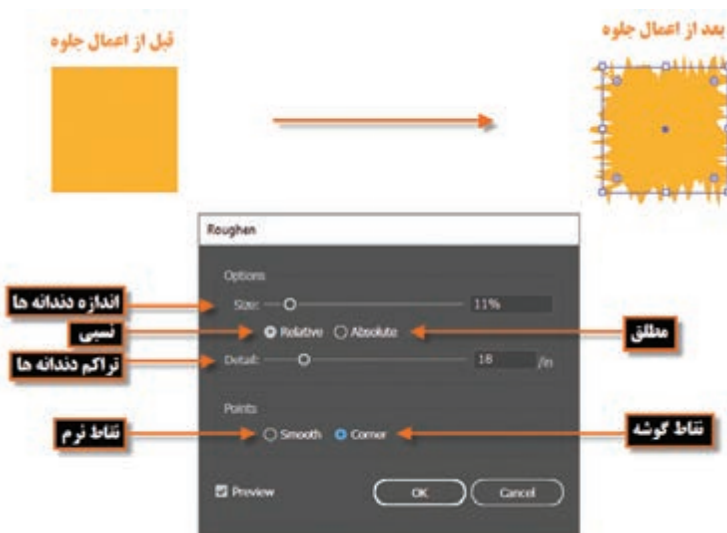 قبل از اعمال جلوه
بعد از اعمال جلوه
Roughen
Options
اندازه دندانه ها
Size: 11%
نسبی
Relative Absolute
مطلق
تراکم دندانه ها
Detail: 18 /in
Points
نقاط نرم
Smooth Corner
نقاط گوشه
Preview OK Cancel